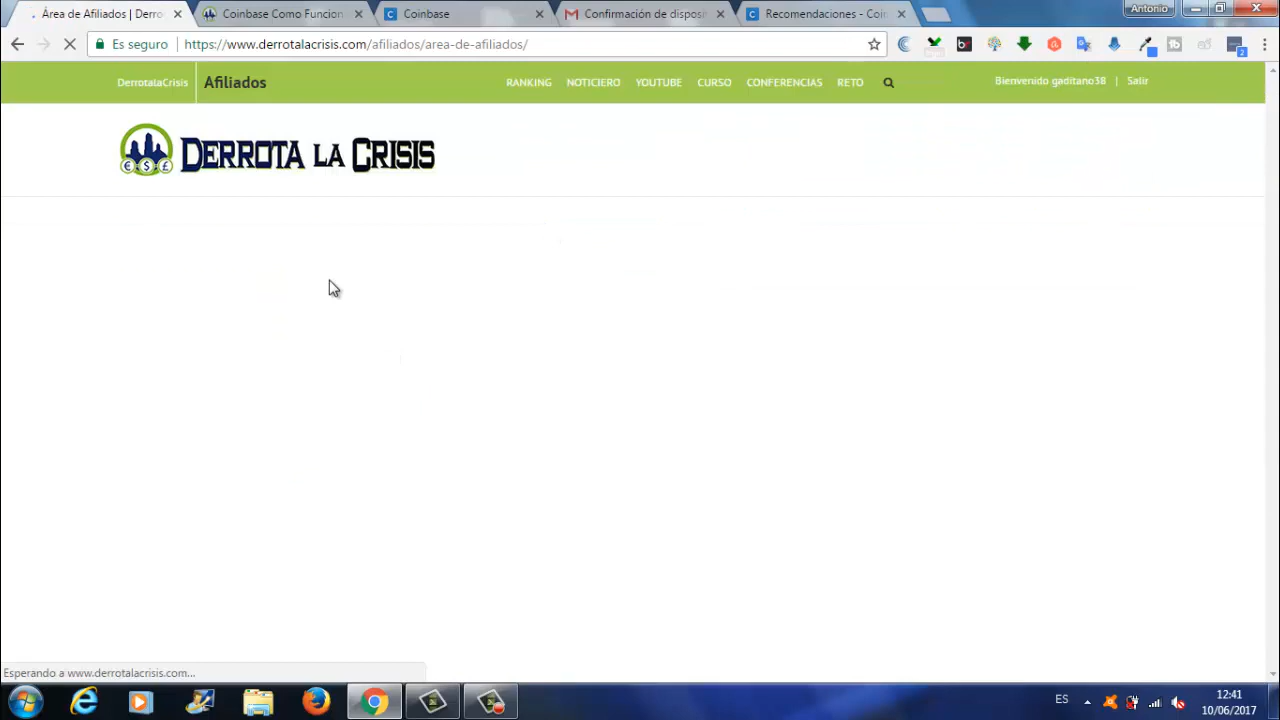 Área de Afiliados | Derro
Coinbase Como Funcion
Coinbase
Confirmación de disposi
Recomendaciones - Coi
Antonio
Es seguro
https://www.derrotalacrisis.com/afiliados/area-de-afiliados/
DerrotalaCrisis
Afiliados
RANKING
NOTICIERO
YOUTUBE
CURSO
CONFERENCIAS
RETO
Bienvenido gaditano38 | Salir
DERROTA LA CRISIS
Esperando a www.derrotalacrisis.com...
ES
12:41
10/06/2017